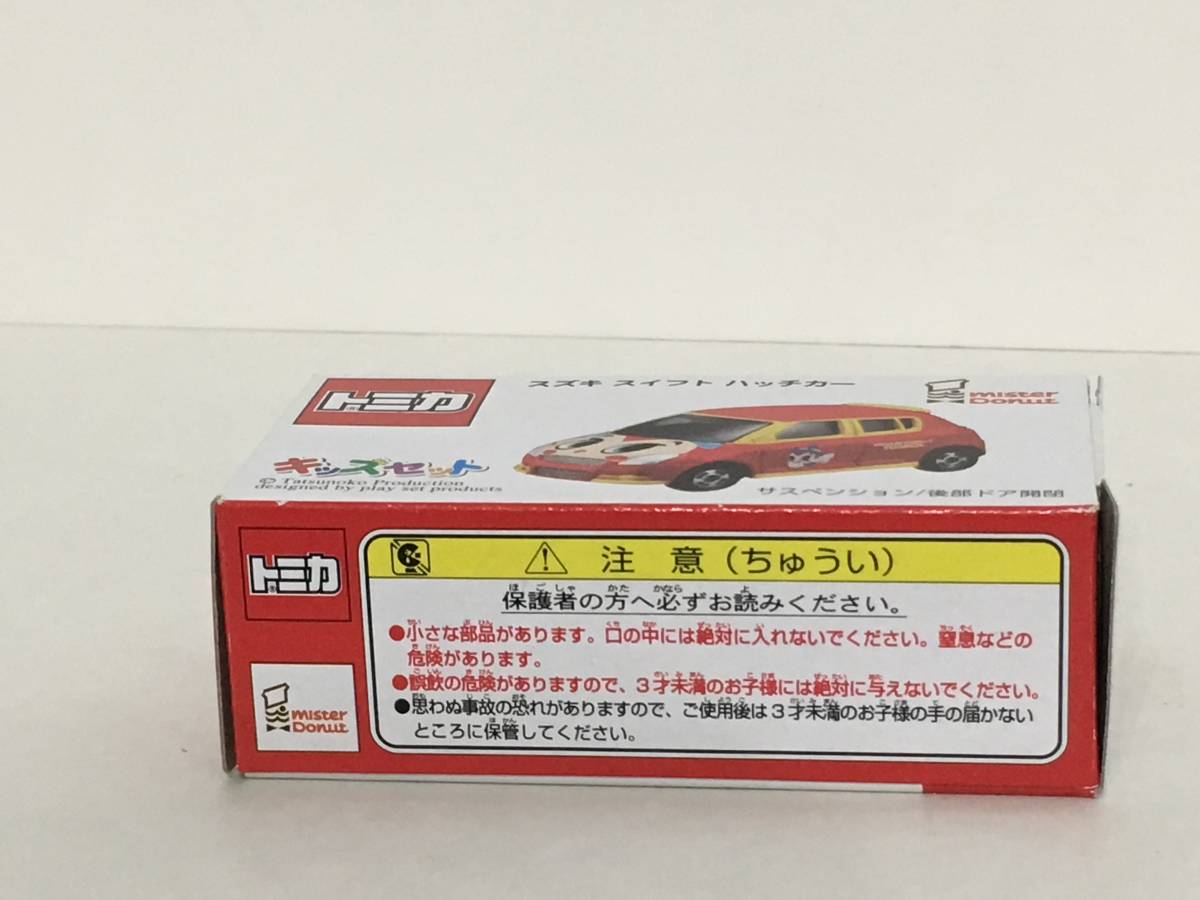 トミカ
スズキ スイフト ハッチカー
mister Donut
キッズセット
© Tatsunoko Production
designed by play set products
サスペンション/後部ドア開閉
トミカ
注 意(ちゅうい)
保護者の方へ必ずお読みください。
●小さな部品があります。口の中には絶対に入れないでください。窒息などの
危険があります。
●誤飲の危険がありますので、3才未満のお子様には絶対に与えないでください。
●思わぬ事故の恐れがありますので、ご使用後は3才未満のお子様の手の届かない
ところに保管してください。
mister Donut